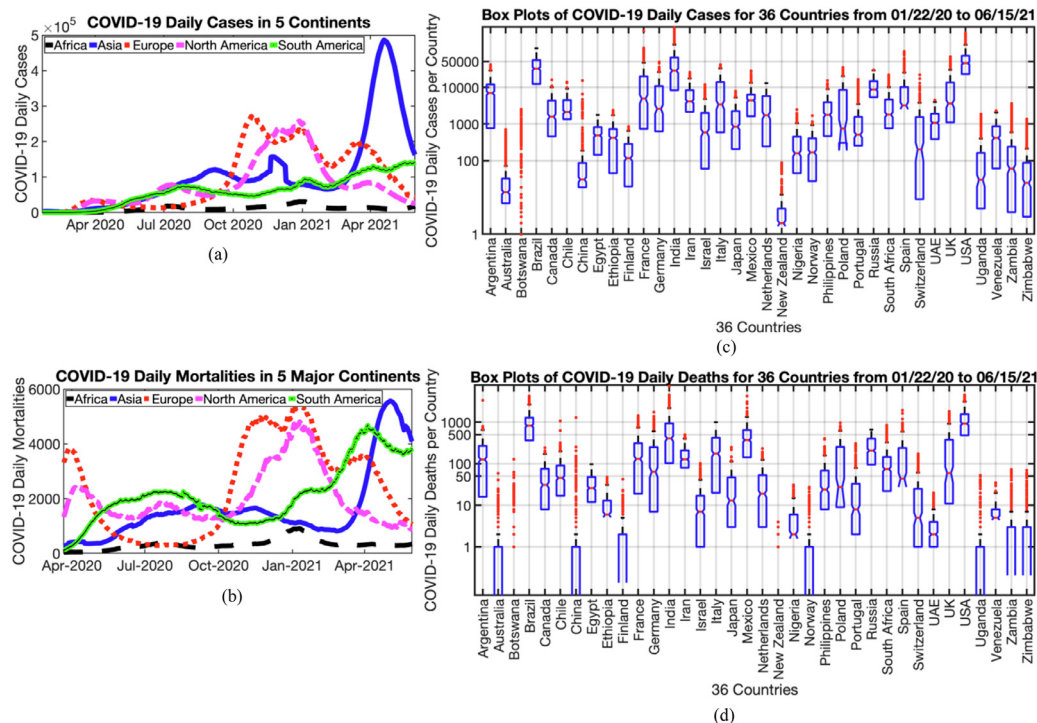 COVID-19 Daily Cases in 5 Continents
×10^5
Africa Asia Europe North America South America
COVID-19 Daily Cases
5
4
3
2
1
0
Apr 2020 Jul 2020 Oct 2020 Jan 2021 Apr 2021
(a)
Box Plots of COVID-19 Daily Cases for 36 Countries from 01/22/20 to 06/15/21
COVID-19 Daily Cases per Country
50000
10000
1000
100
1
Argentina
Australia
Botswana
Brazil
Canada
Chile
China
Egypt
Ethiopia
Finland
France
Germany
India
Iran
Israel
Italy
Japan
Mexico
Netherlands
New Zealand
Nigeria
Norway
Philippines
Poland
Portugal
Russia
South Africa
Spain
Switzerland
UAE
UK
USA
Uganda
Venezuela
Zambia
Zimbabwe
36 Countries
(c)
COVID-19 Daily Mortalities in 5 Major Continents
Africa Asia Europe North America South America
COVID-19 Daily Mortalities
6000
4000
2000
0
Apr-2020 Jul-2020 Oct-2020 Jan-2021 Apr-2021
(b)
Box Plots of COVID-19 Daily Deaths for 36 Countries from 01/22/20 to 06/15/21
COVID-19 Daily Deaths per Country
1000
500
100
50
10
1
Argentina
Australia
Botswana
Brazil
Canada
Chile
China
Egypt
Ethiopia
Finland
France
Germany
India
Iran
Israel
Italy
Japan
Mexico
Netherlands
New Zealand
Nigeria
Norway
Philippines
Poland
Portugal
Russia
South Africa
Spain
Switzerland
UAE
UK
USA
Uganda
Venezuela
Zambia
Zimbabwe
36 Countries
(d)